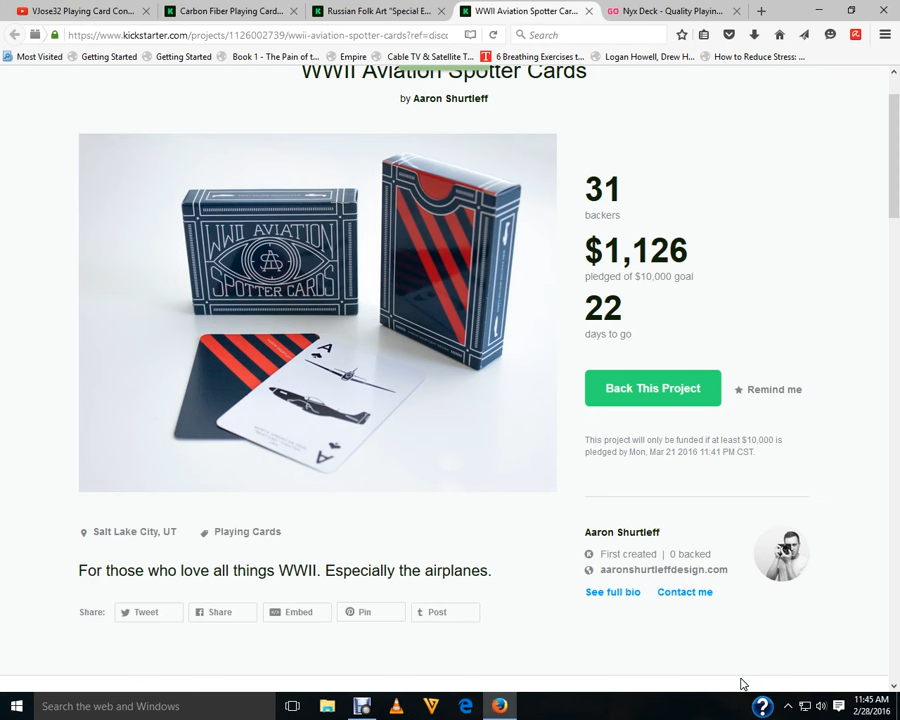 VJose32 Playing Card Con...
Carbon Fiber Playing Card...
Russian Folk Art "Special E...
WWII Aviation Spotter Car...
GO Nyx Deck - Quality Playin...
https://www.kickstarter.com/projects/1126002739/wwii-aviation-spotter-cards?ref=disco
Search
Most Visited
Getting Started
Getting Started
Book 1 - The Pain of t...
Empire
Cable TV & Satellite T...
T 6 Breathing Exercises t...
Logan Howell, Drew H...
How to Reduce Stress: ...
WWII Aviation Spotter Cards
by Aaron Shurtleff
WWII AVIATION
SPOTTER CARDS
A
A
31
backers
$1,126
pledged of $10,000 goal
22
days to go
Back This Project
Remind me
This project will only be funded if at least $10,000 is
pledged by Mon, Mar 21 2016 11:41 PM CST.
Salt Lake City, UT
Playing Cards
For those who love all things WWII. Especially the airplanes.
Share:
Tweet
Share
Embed
Pin
Post
Aaron Shurtleff
First created | 0 backed
aaronshurtleffdesign.com
See full bio
Contact me
Search the web and Windows
11:45 AM
2/28/2016